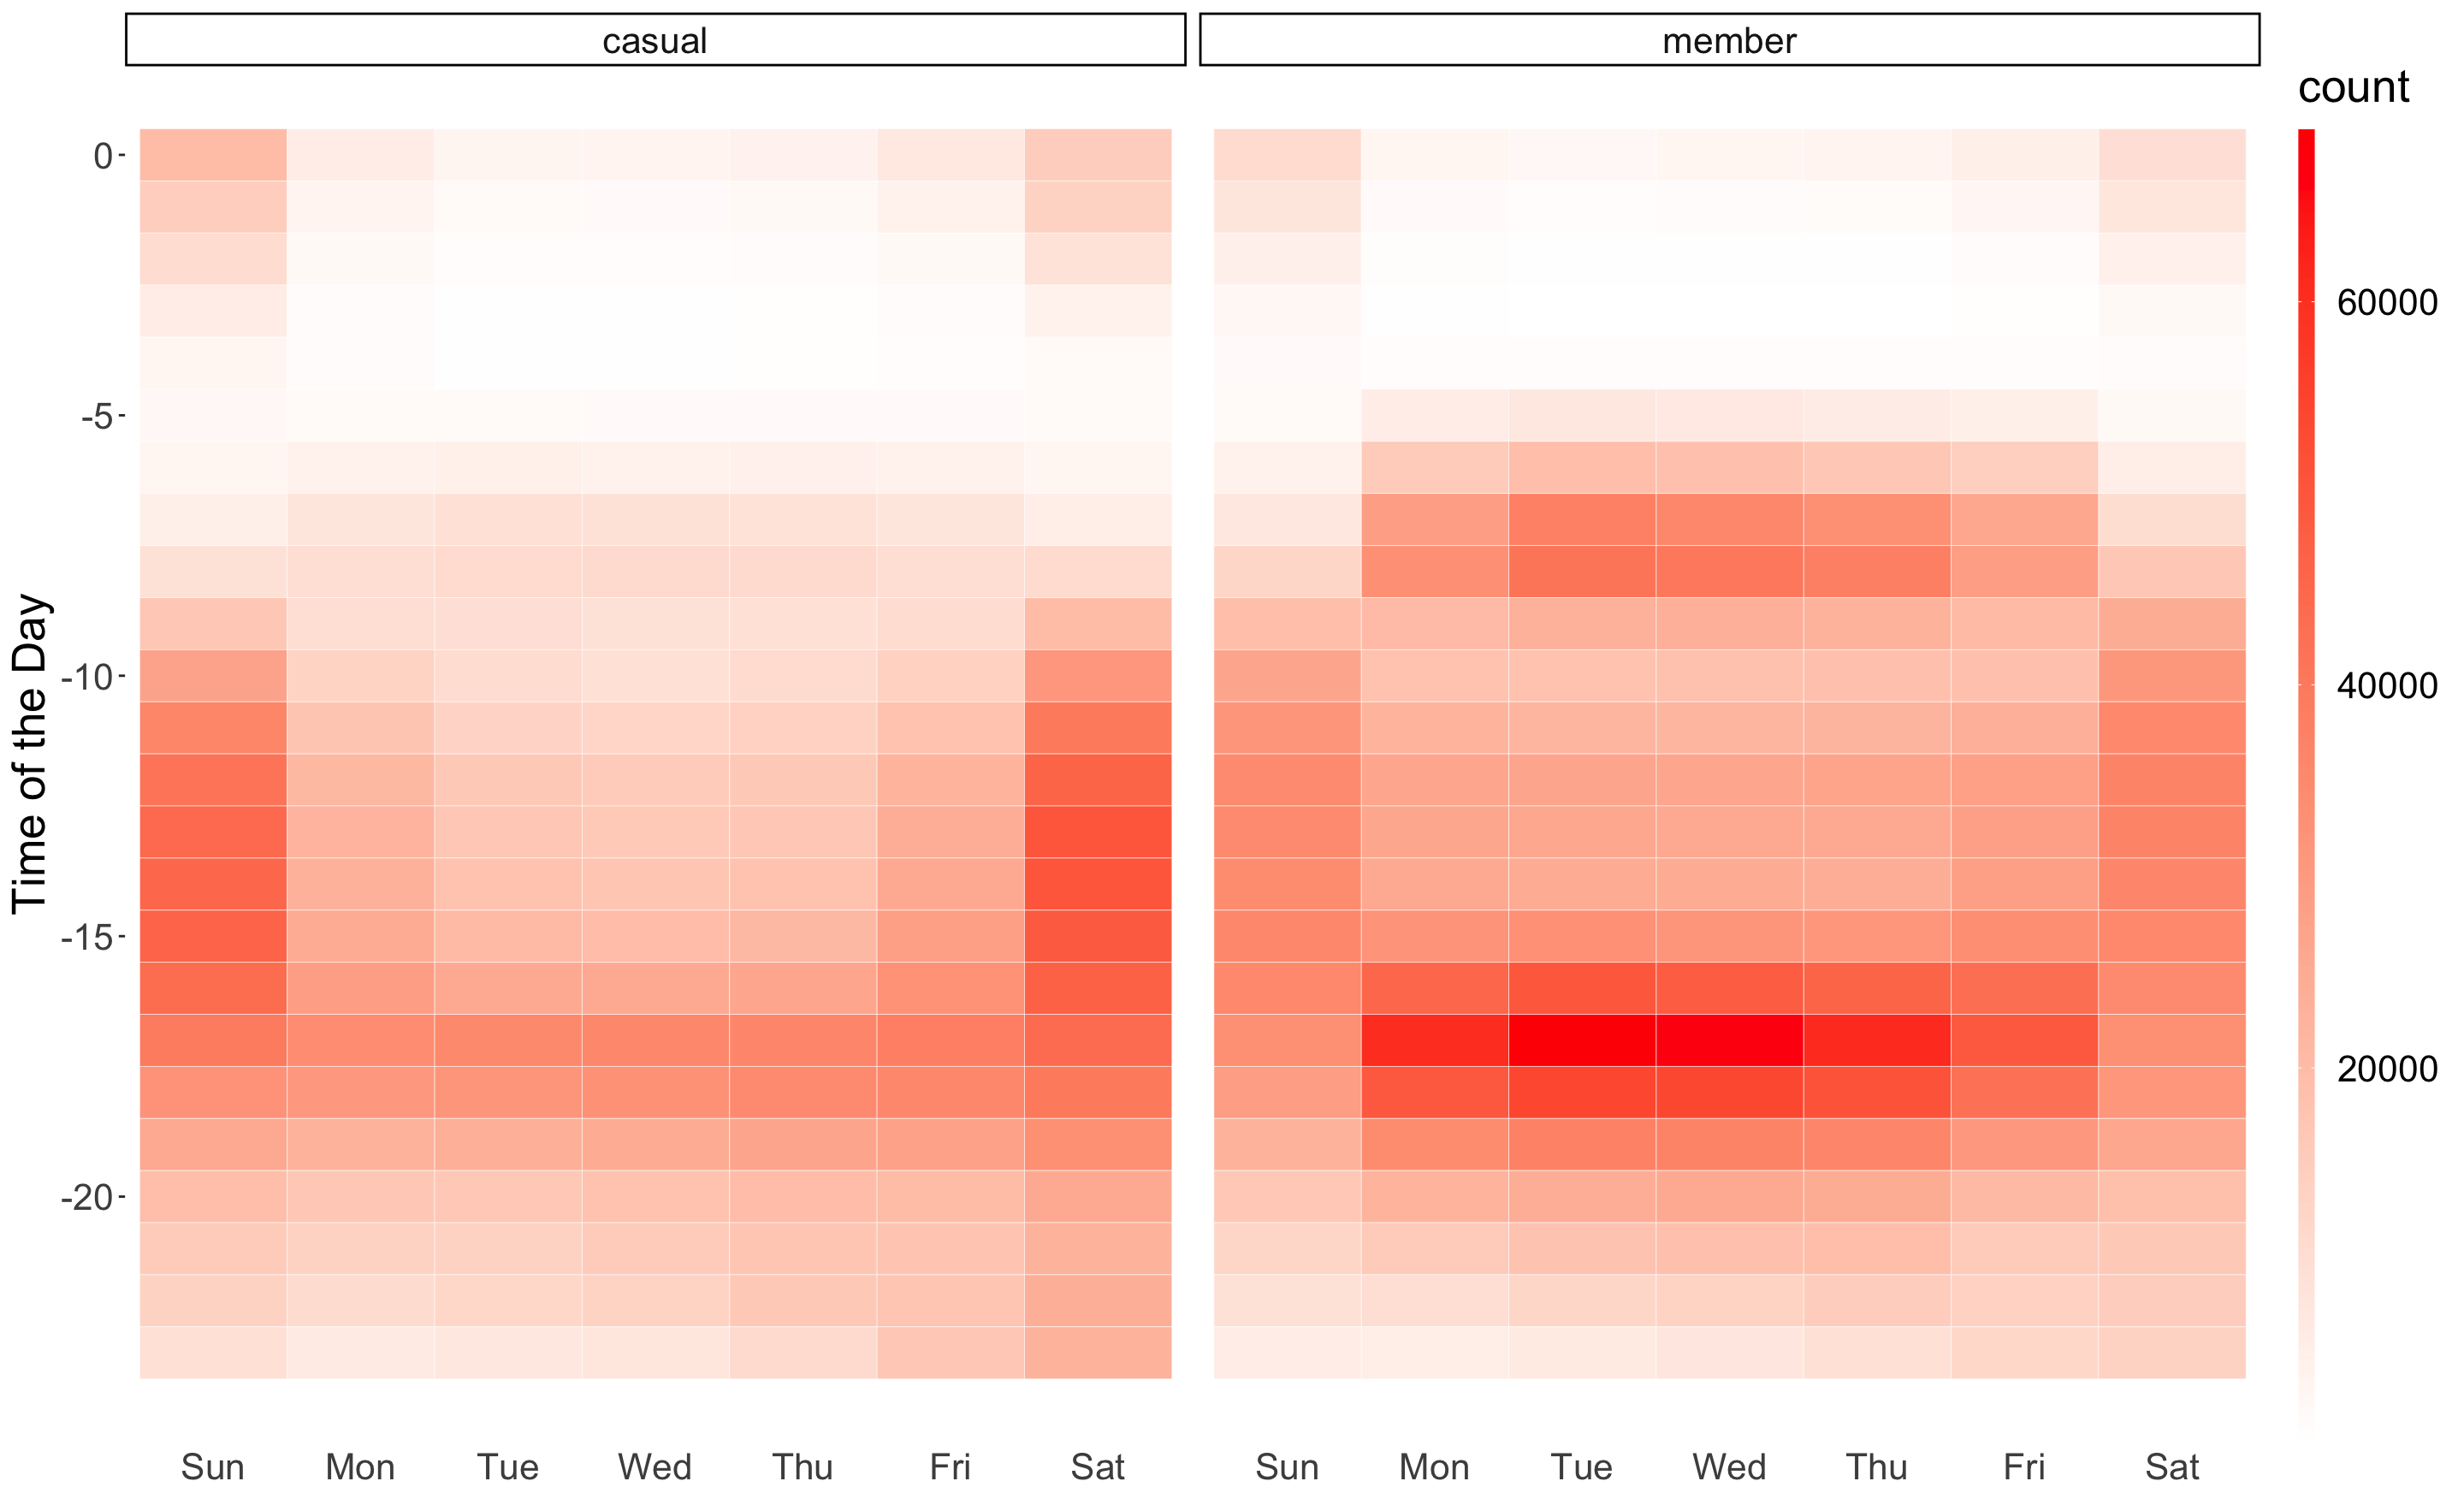 casual
member
count
0
-5
-10
-15
-20
Time of the Day
60000
40000
20000
Sun Mon Tue Wed Thu Fri Sat
Sun Mon Tue Wed Thu Fri Sat